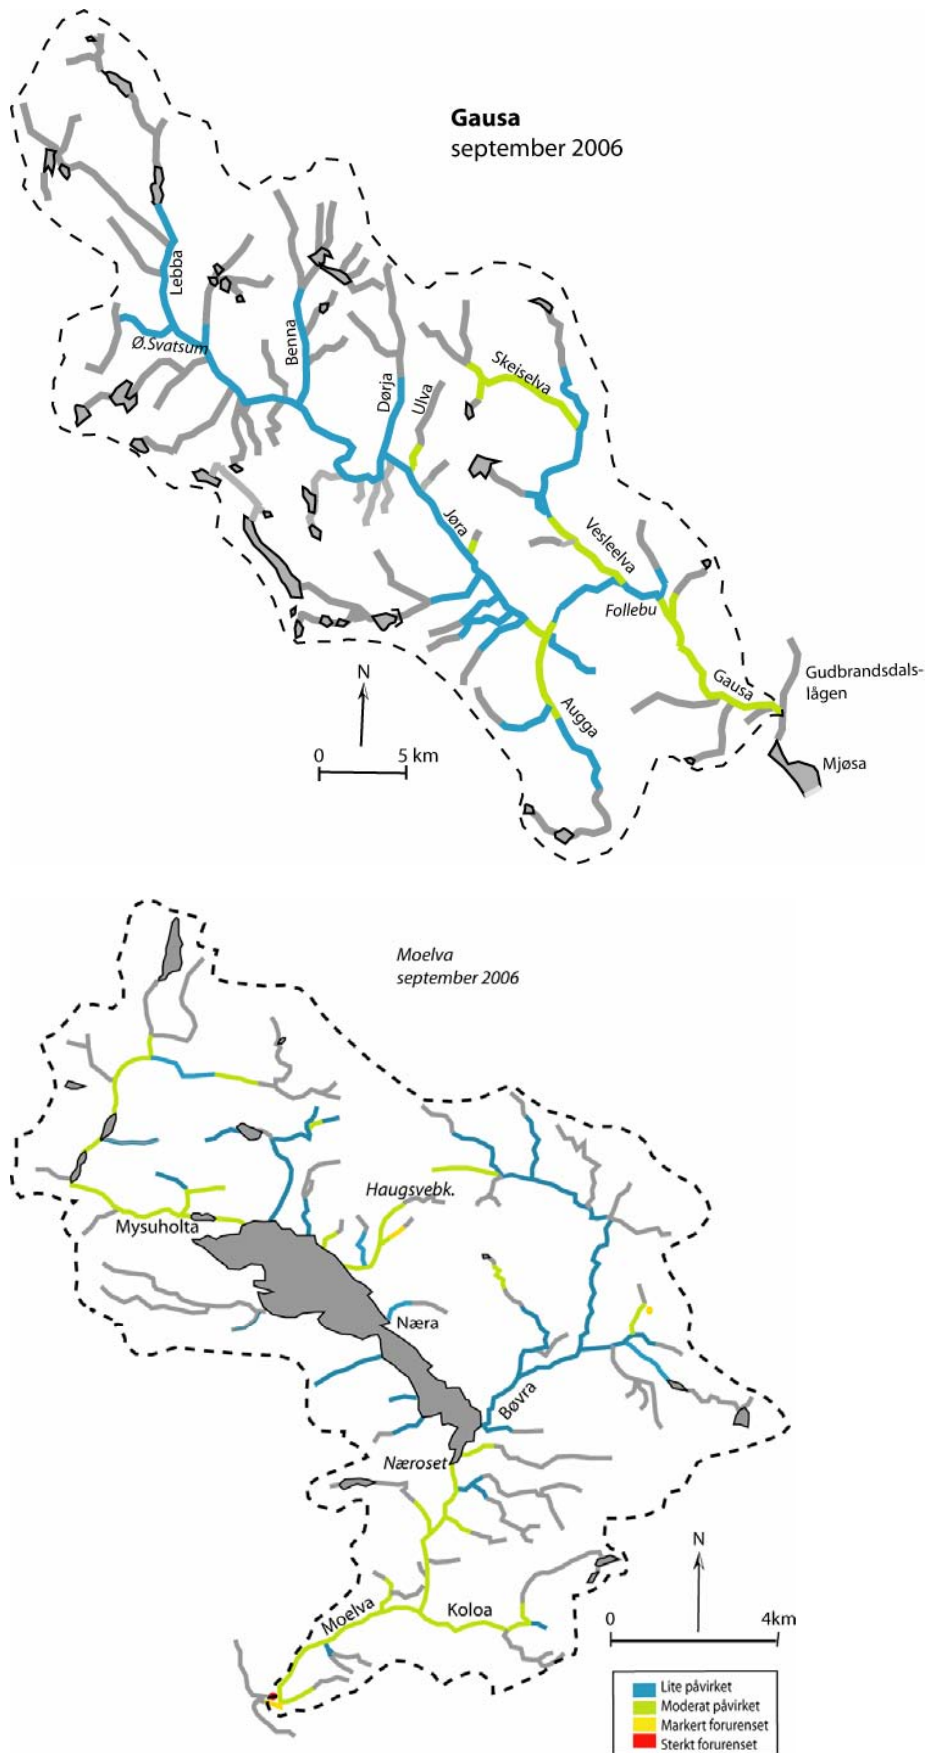 Gausa
september 2006
Lebba
Ø.Svatsum
Benna
Dørja
Ulva
Skeiselva
Jøra
Vesleelva
Follebu
Augga
Gausa
Gudbrandsdals-
lågen
Mjøsa
N
0 5 km
Moelva
september 2006
Haugsvebk.
Mysuholta
Næra
Bøvra
Næroset
Moelva
Koloa
N
0 4km
Lite påvirket
Moderat påvirket
Markert forurenset
Sterkt forurenset